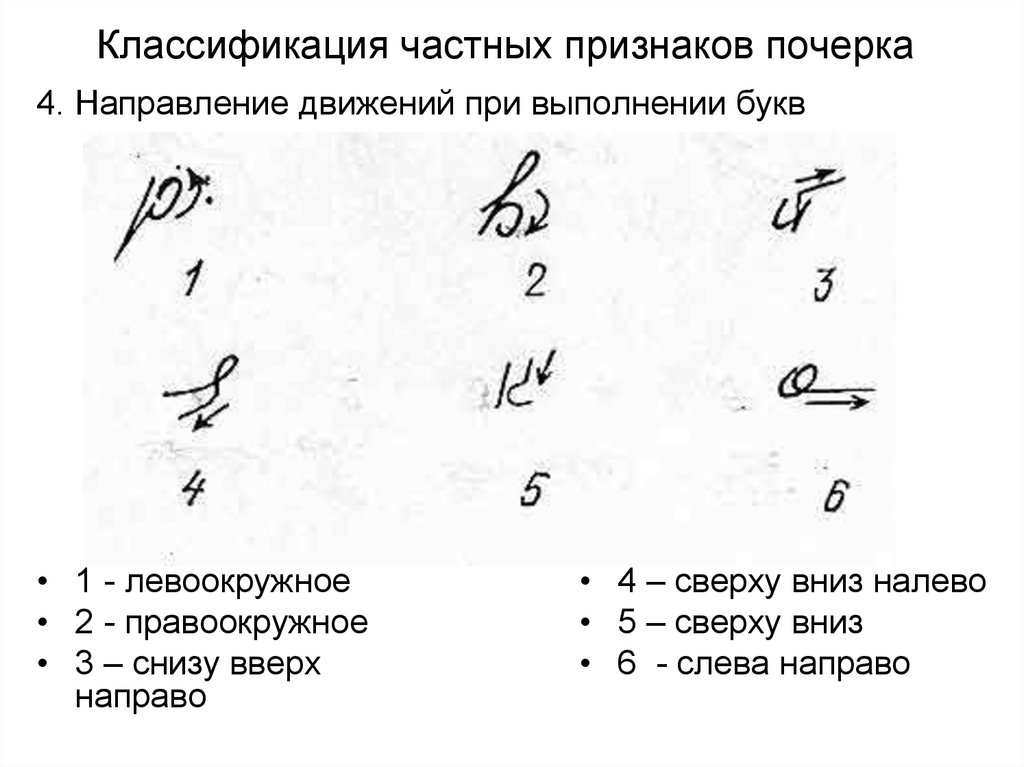 Классификация частных признаков почерка
4. Направление движений при выполнении букв
1
2
3
4
5
6
• 1 - левоокружное
• 2 - правоокружное
• 3 – снизу вверх
направо
• 4 – сверху вниз налево
• 5 – сверху вниз
• 6 - слева направо